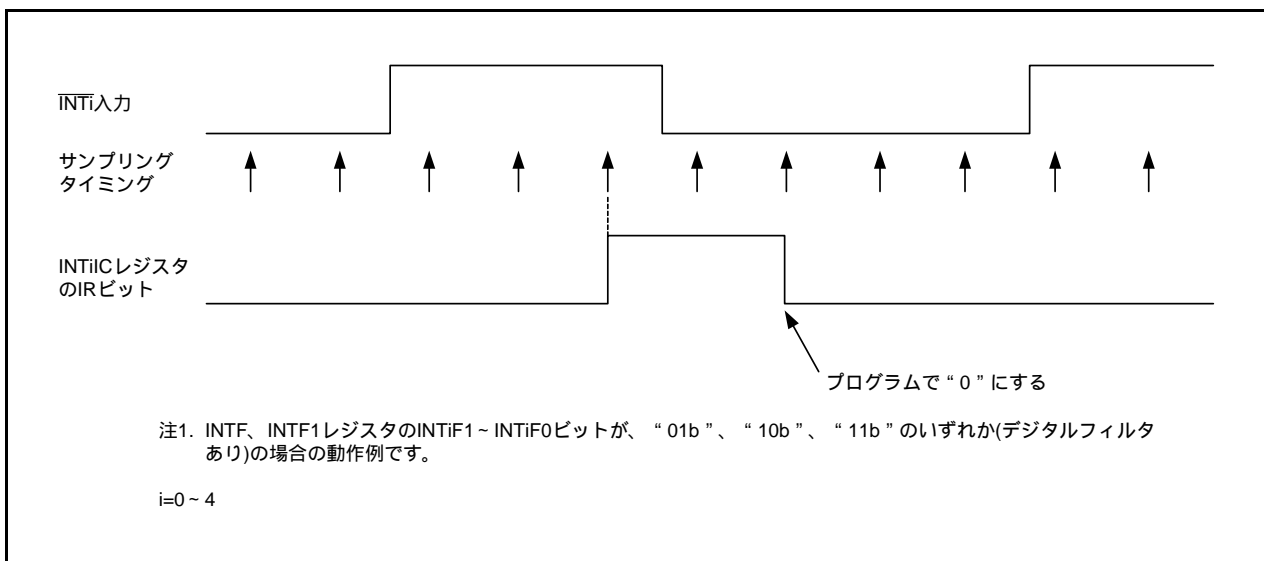 INTi入力
サンプリング
タイミング
INTiICレジスタ
のIRビット
プログラムで“0”にする
注1. INTF、INTF1レジスタのINTiF1~INTiF0ビットが、“01b”、“10b”、“11b”のいずれか(デジタルフィルタ
あり)の場合の動作例です。
i=0~4